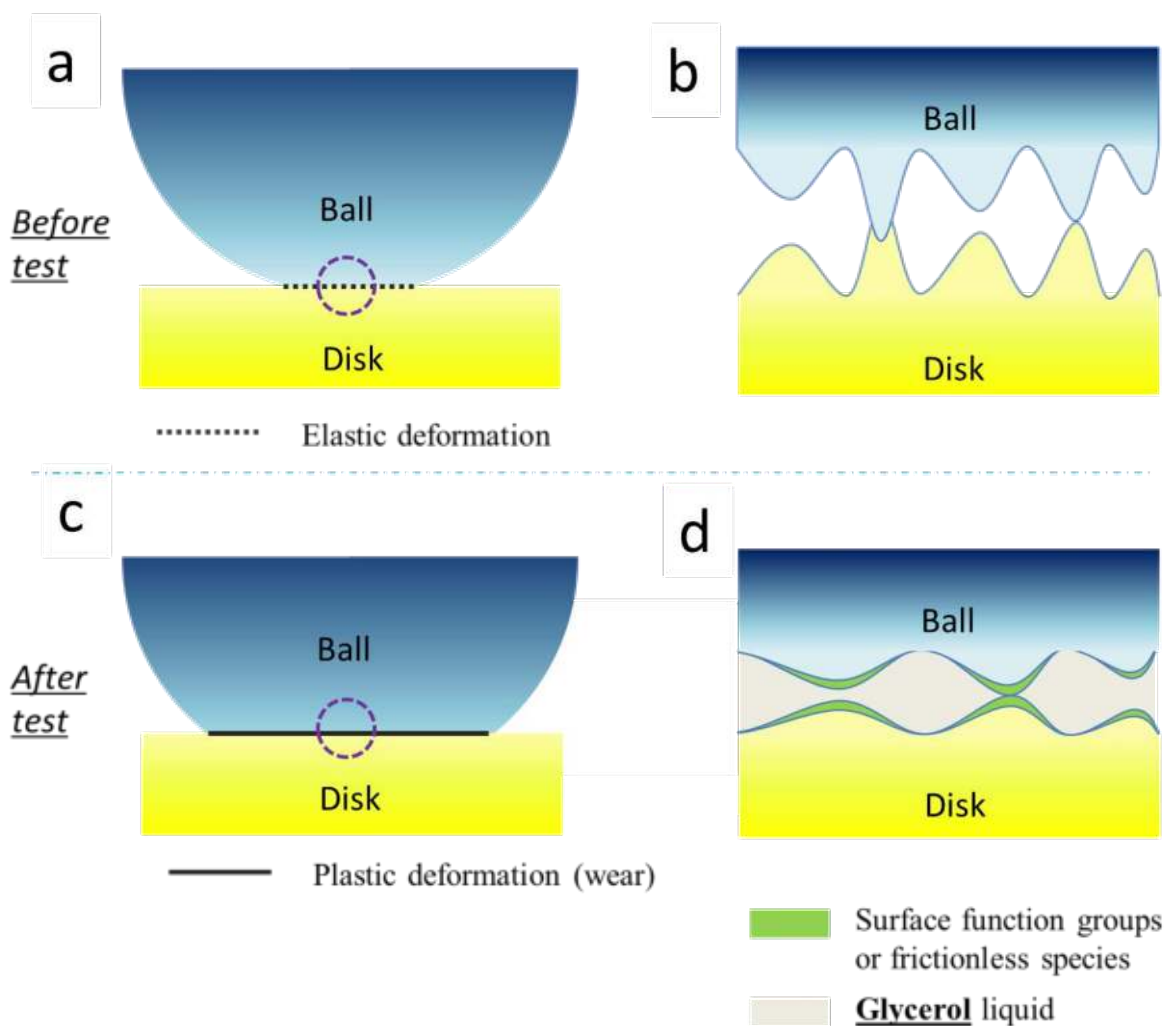 a
b
Ball
Ball
Before
test
Disk
Disk
Elastic deformation
c
d
Ball
Ball
After
test
Disk
Disk
Plastic deformation (wear)
Surface function groups
or frictionless species
Glycerol liquid